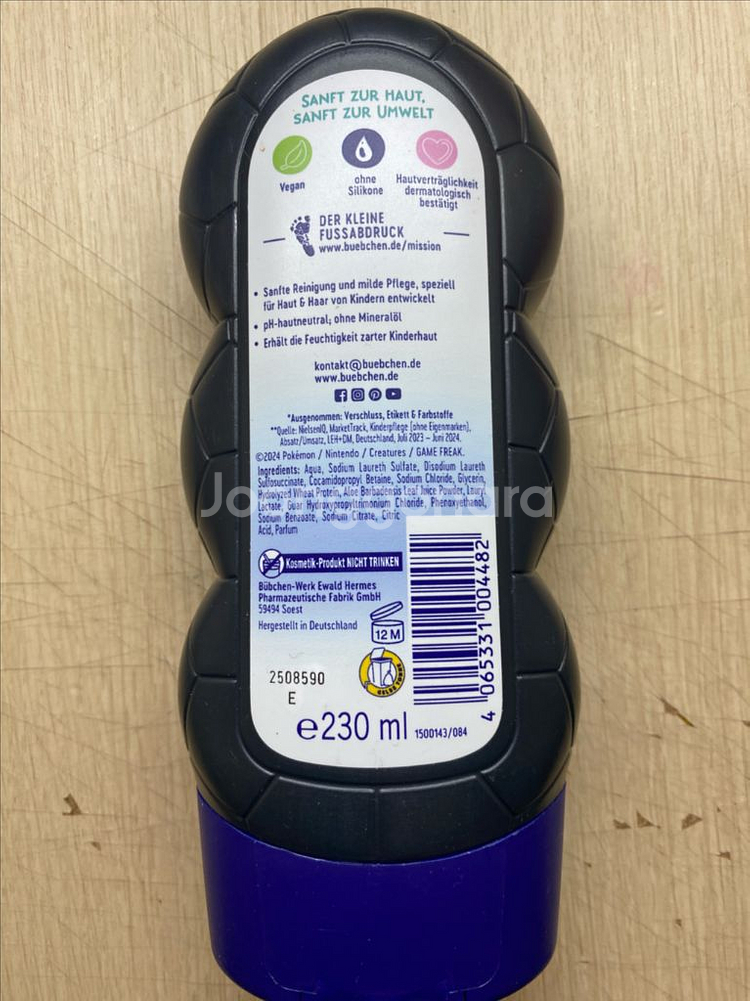 SANFT ZUR HAUT,
SANFT ZUR UMWELT
Vegan
ohne
Silikone
Hautverträglichkeit
dermatologisch
bestätigt
DER KLEINE
FUSSABDRUCK
www.buebchen.de/mission
• Sanfte Reinigung und milde Pflege, speziell
für Haut & Haar von Kindern entwickelt
• pH-hautneutral; ohne Mineralöl
• Erhält die Feuchtigkeit zarter Kinderhaut
kontakt@buebchen.de
www.buebchen.de
*Ausgenommen: Verschluss, Etikett & Farbstoffe
**Quelle: NielsenIQ, MarketTrack, Kinderpflege (ohne Eigenmarken),
Absatz/Umsatz, LEH+DM, Deutschland, Juli 2023 – Juni 2024.
©2024 Pokémon / Nintendo / Creatures / GAME FREAK.
Ingredients: Aqua, Sodium Laureth Sulfate, Disodium Laureth
Sulfosuccinate, Cocamidopropyl Betaine, Sodium Chloride, Glycerin,
Hydrolyzed Wheat Protein, Aloe Barbadensis Leaf Juice Powder, Lauryl
Lactate, Guar Hydroxypropyltrimonium Chloride, Phenoxyethanol,
Sodium Benzoate, Sodium Citrate, Citric
Acid, Parfum
Kosmetik-Produkt NICHT TRINKEN
Bübchen-Werk Ewald Hermes
Pharmazeutische Fabrik GmbH
59494 Soest
Hergestellt in Deutschland
12 M
GELBE TONNE
4 065331 004482
2508590
E
e230 ml
1500143/084